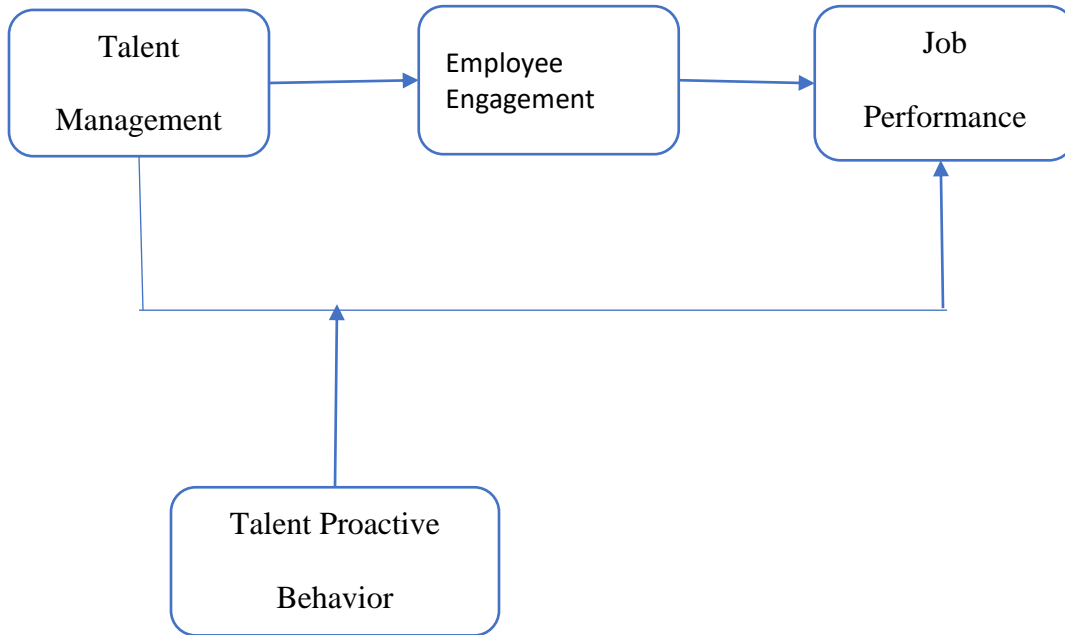 Talent
Management
Employee
Engagement
Job
Performance
Talent Proactive
Behavior